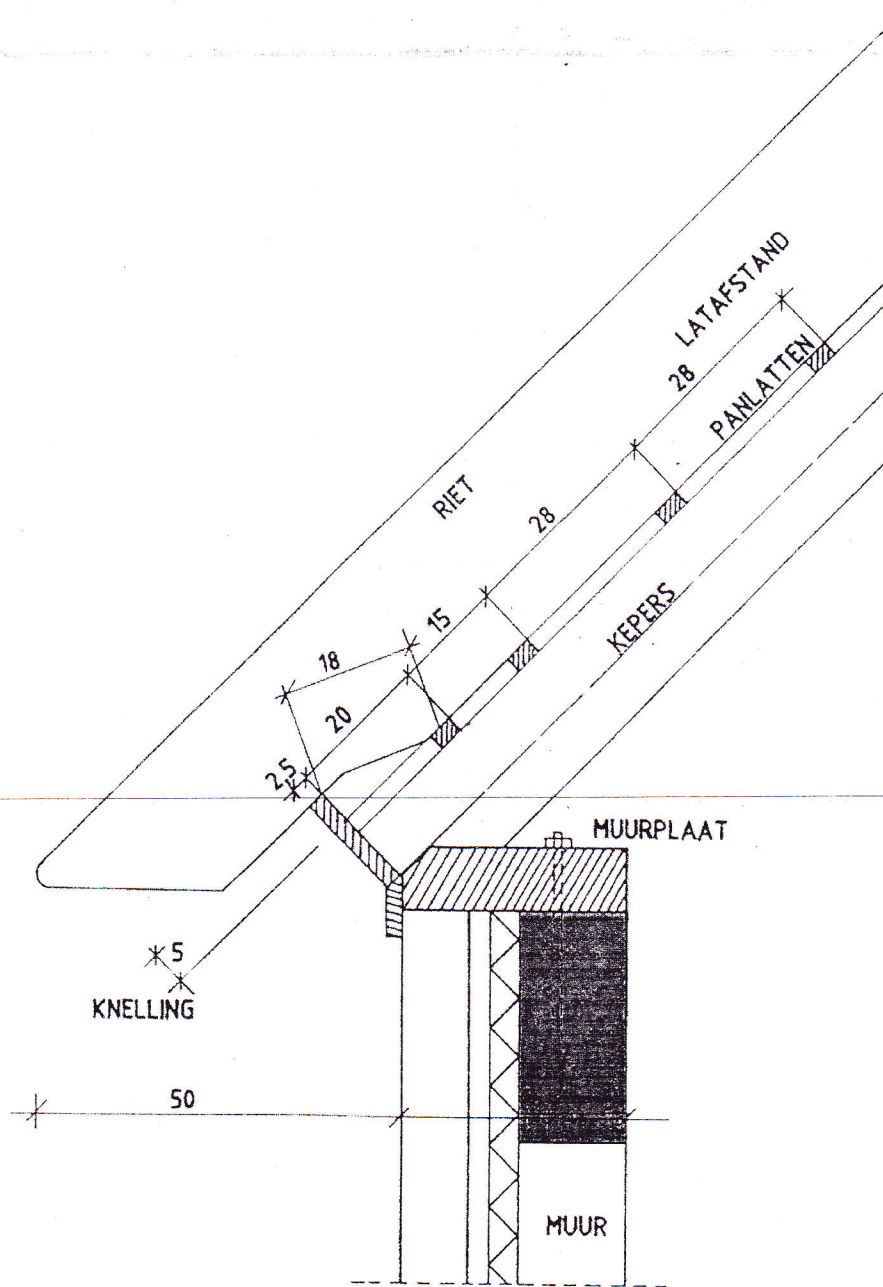 LATAFSTAND
28
PANLATTEN
RIET
28
15
KEPERS
18
20
2,5
MUURPLAAT
5
KNELLING
50
MUUR